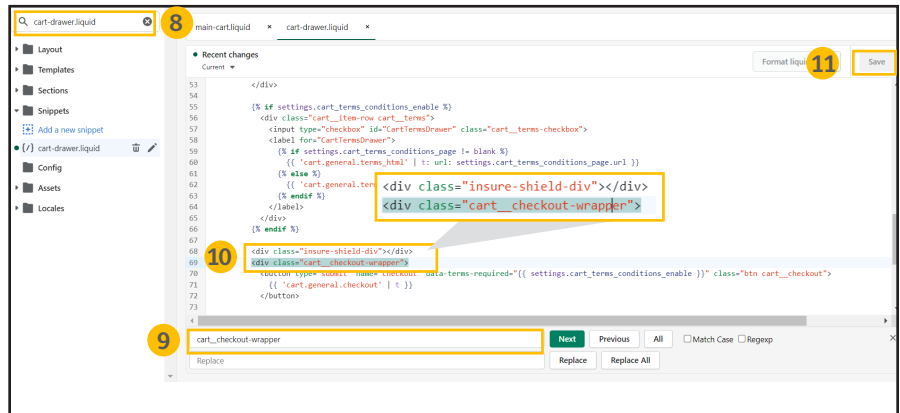 cart-drawer.liquid
8
main-cart.liquid × cart-drawer.liquid ×
Layout
Templates
Sections
Snippets
Add a new snippet
{/} cart-drawer.liquid
Config
Assets
Locales
Recent changes
Current
Format liqui
11
Save
53 </div>
54
55 {% if settings.cart_terms_conditions_enable %}
56 <div class="cart__item-row cart__terms">
57 <input type="checkbox" id="CartTermsDrawer" class="cart__terms-checkbox">
58 <label for="CartTermsDrawer">
59 {% if settings.cart_terms_conditions_page != blank %}
60 {{ 'cart.general.terms_html' | t: url: settings.cart_terms_conditions_page.url }}
61 {% else %}
62 {{ 'cart.general.ter
63 {% endif %}
64 </label>
65 </div>
66 {% endif %}
67
68 <div class="insure-shield-div"></div>
69 <div class="cart__checkout-wrapper">
70 <button type="submit" name="checkout" data-terms-required="{{ settings.cart_terms_conditions_enable }}" class="btn cart__checkout">
71 {{ 'cart.general.checkout' | t }}
72 </button>
73
<div class="insure-shield-div"></div>
<div class="cart__checkout-wrapper">
10
9
cart__checkout-wrapper
Next Previous All Match Case Regexp ×
Replace
Replace Replace All